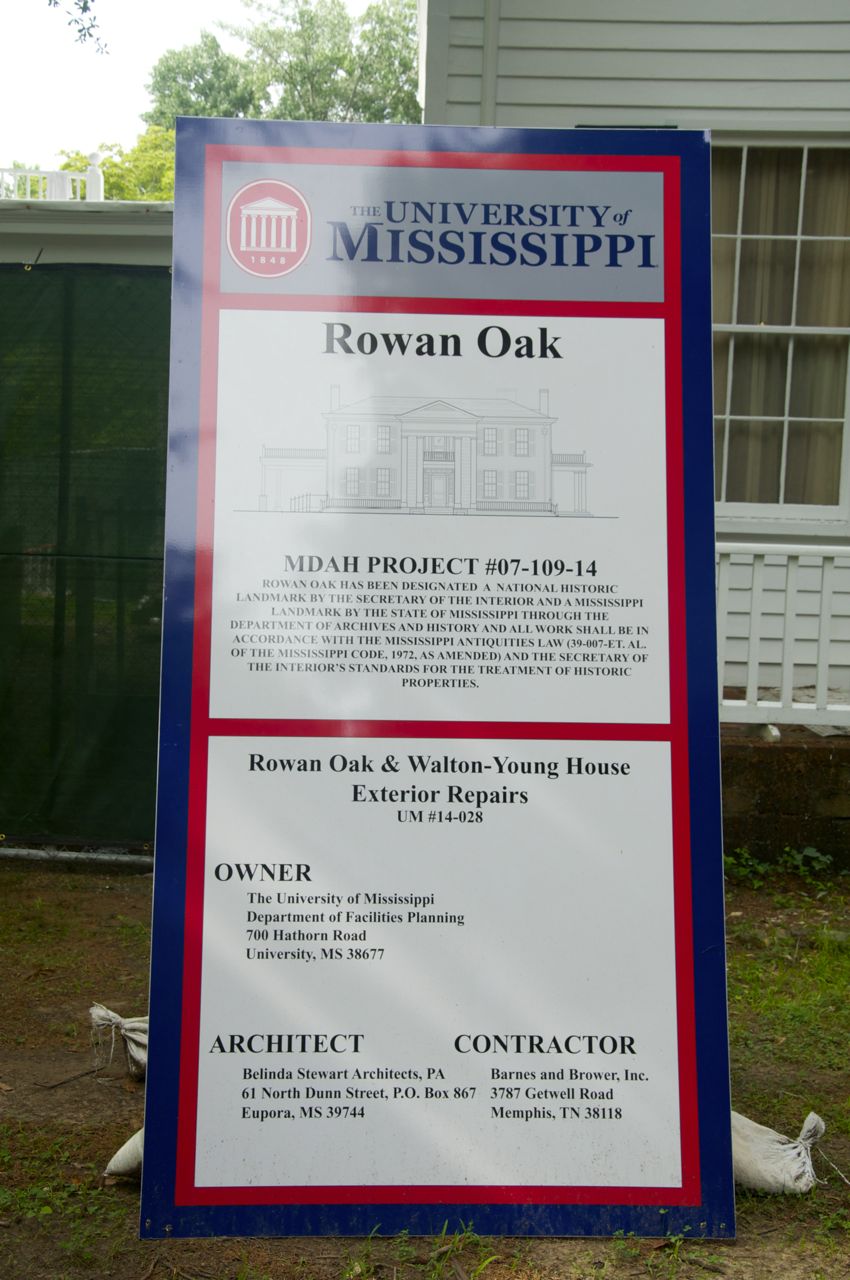 THE UNIVERSITY of
MISSISSIPPI
1848
Rowan Oak
MDAH PROJECT #07-109-14
ROWAN OAK HAS BEEN DESIGNATED A NATIONAL HISTORIC
LANDMARK BY THE SECRETARY OF THE INTERIOR AND A MISSISSIPPI
LANDMARK BY THE STATE OF MISSISSIPPI THROUGH THE
DEPARTMENT OF ARCHIVES AND HISTORY AND ALL WORK SHALL BE IN
ACCORDANCE WITH THE MISSISSIPPI ANTIQUITIES LAW (39-007-ET. AL.
OF THE MISSISSIPPI CODE, 1972, AS AMENDED) AND THE SECRETARY OF
THE INTERIOR'S STANDARDS FOR THE TREATMENT OF HISTORIC
PROPERTIES.
Rowan Oak & Walton-Young House
Exterior Repairs
UM #14-028
OWNER
The University of Mississippi
Department of Facilities Planning
700 Hathorn Road
University, MS 38677
ARCHITECT
Belinda Stewart Architects, PA
61 North Dunn Street, P.O. Box 867
Eupora, MS 39744
CONTRACTOR
Barnes and Brower, Inc.
3787 Getwell Road
Memphis, TN 38118